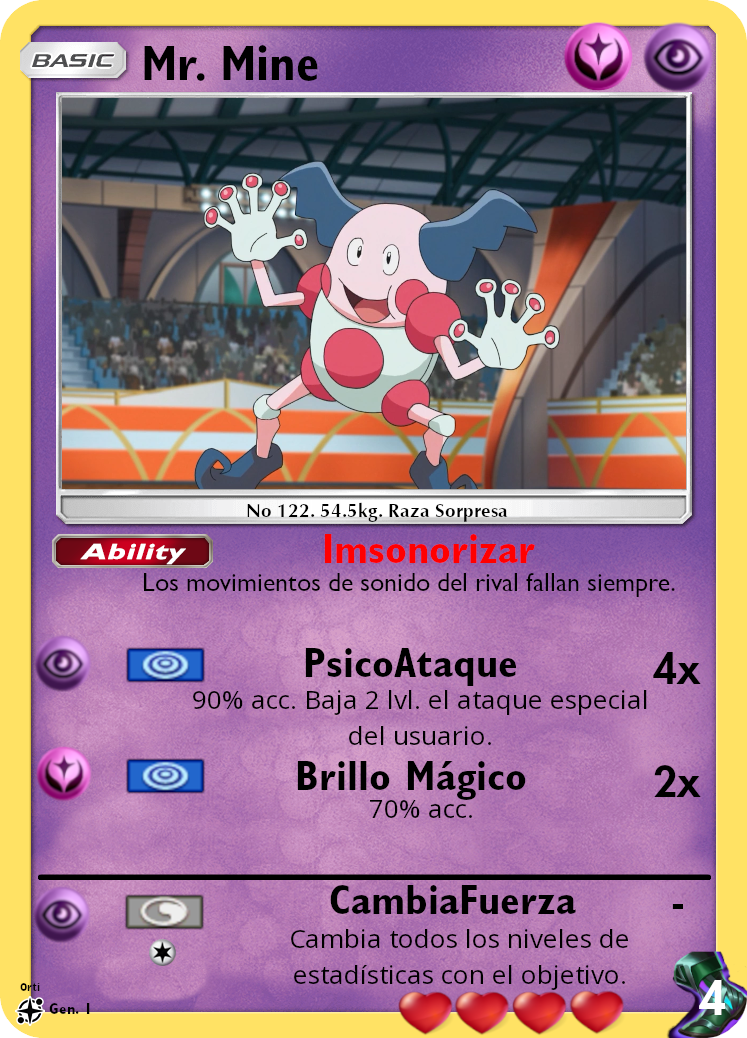 BASIC Mr. Mine
No 122. 54.5kg. Raza Sorpresa
Ability Imsonorizar
Los movimientos de sonido del rival fallan siempre.
PsicoAtaque 4x
90% acc. Baja 2 lvl. el ataque especial
del usuario.
Brillo Mágico 2x
70% acc.
CambiaFuerza -
Cambia todos los niveles de
estadísticas con el objetivo.
Orti
Gen. 1
4